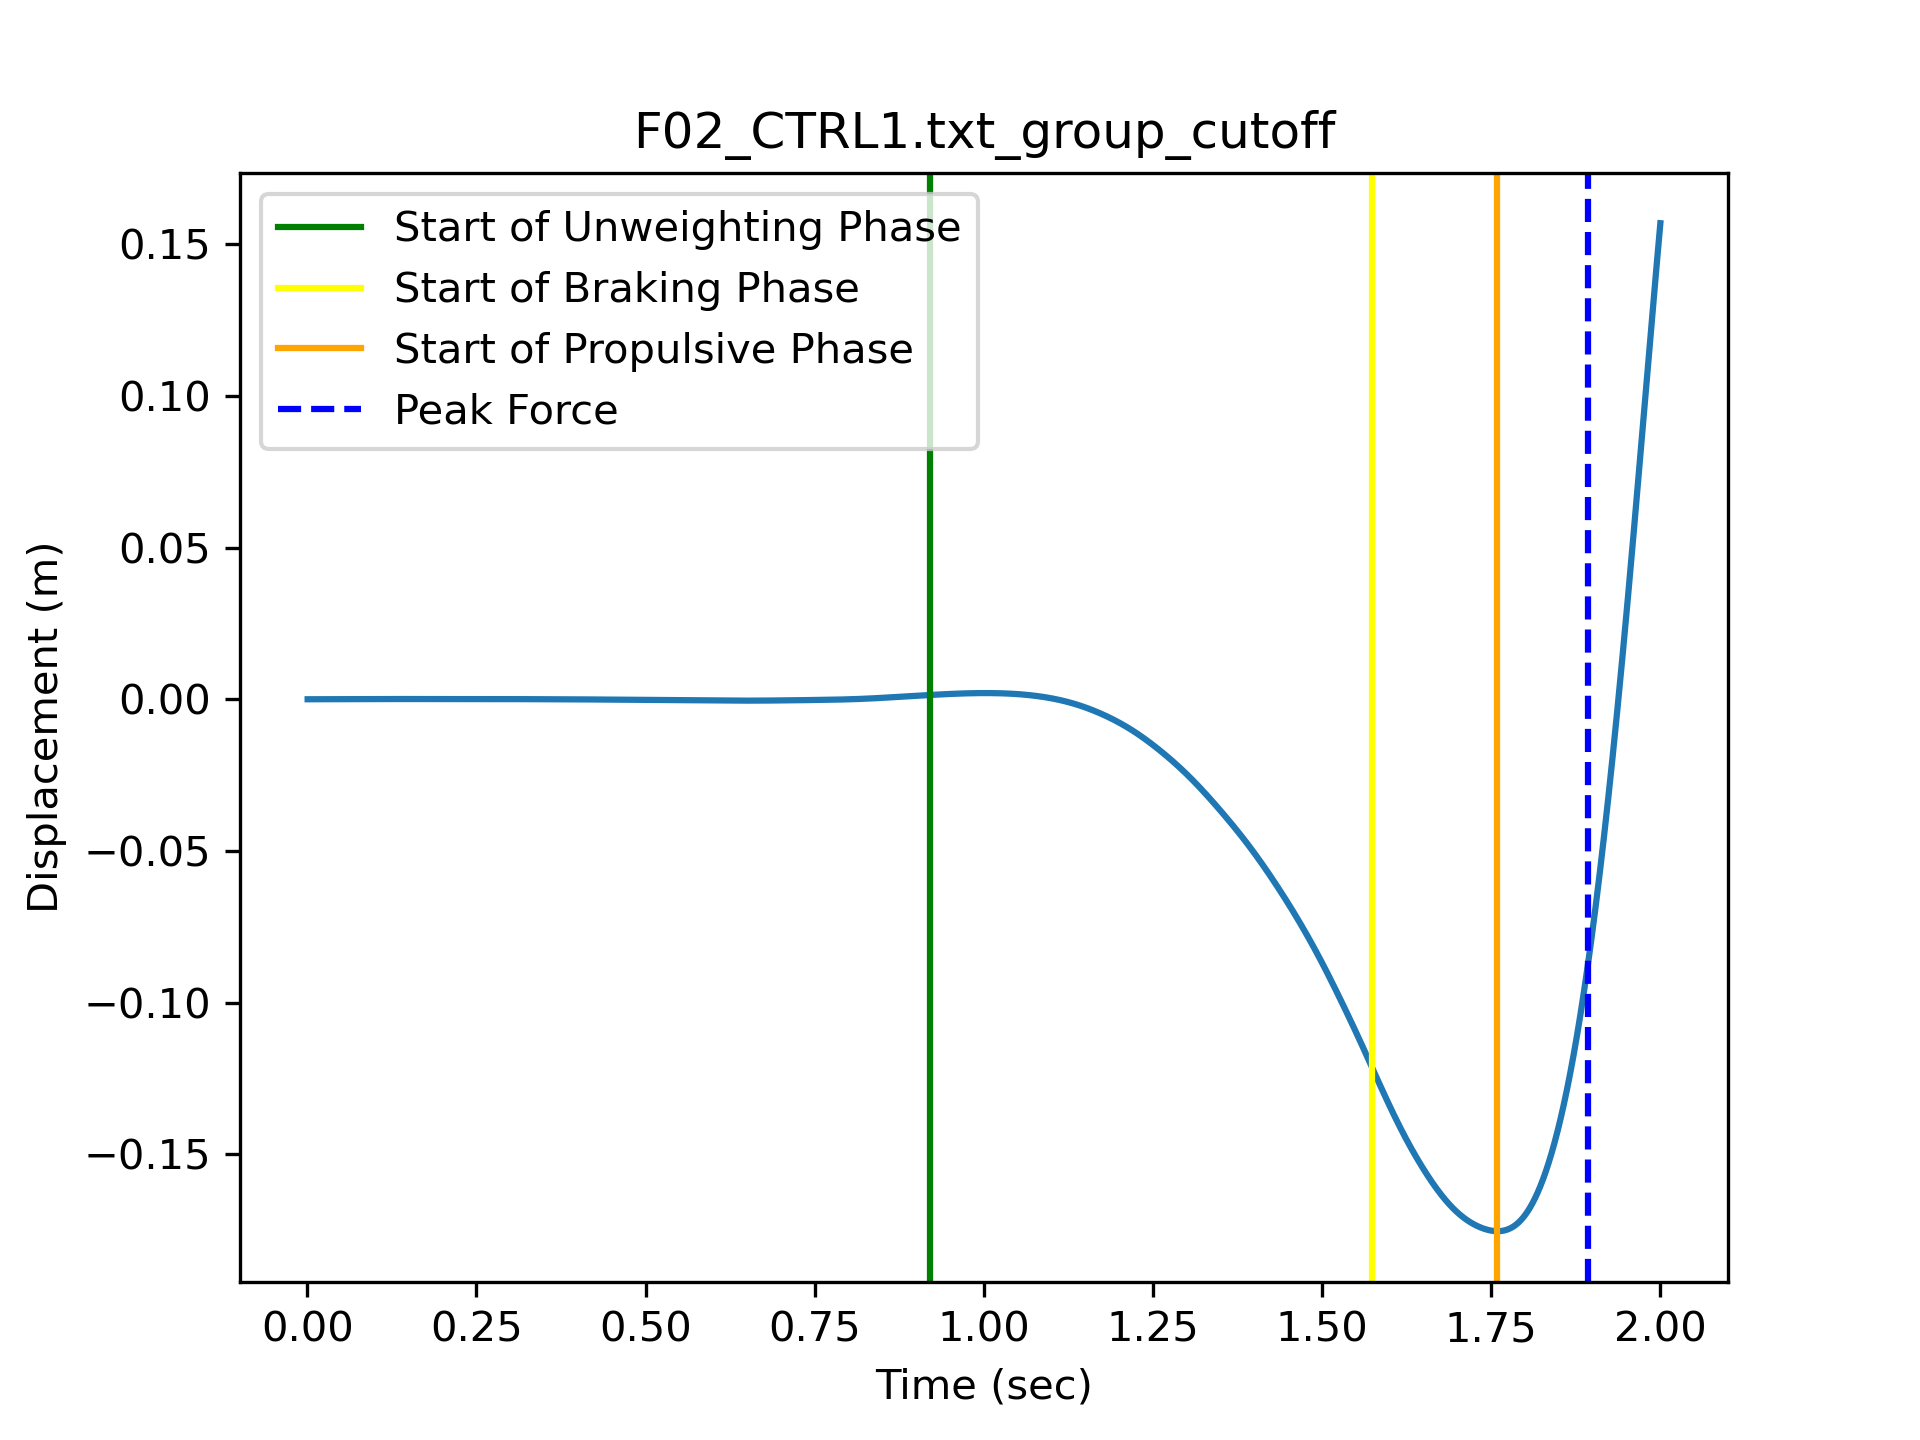 F02_CTRL1.txt_group_cutoff
Start of Unweighting Phase
Start of Braking Phase
Start of Propulsive Phase
Peak Force
0.15
0.10
0.05
0.00
−0.05
−0.10
−0.15
Displacement (m)
0.00 0.25 0.50 0.75 1.00 1.25 1.50 1.75 2.00
Time (sec)